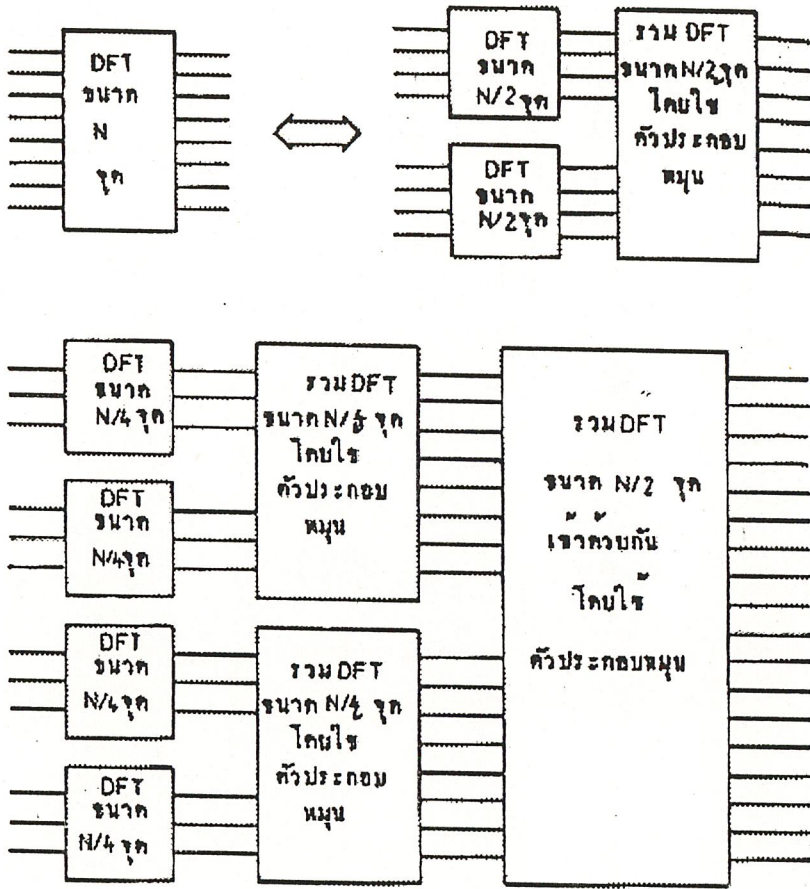 DFT
ขนาด
N
จุด
DFT
ขนาด
N/2 จุด
DFT
ขนาด
N/2จุด
รวม DFT
ขนาด N/2 จุด
โดยใช
ตัวประกอบ
หมุน
DFT
ขนาด
N/4 จุด
DFT
ขนาด
N/4จุด
DFT
ขนาด
N/4 จุด
DFT
ขนาด
N/4 จุด
รวม DFT
ขนาด จุด
โดยใช
ตัวประกอบ
หมุน
รวม DFT
ขนาด จุด
โดยใช
ตัวประกอบ
หมุน
รวม DFT
ขนาด N/2 จุด
เข้าด้วยกัน
โดยใช้
ตัวประกอบหมุน